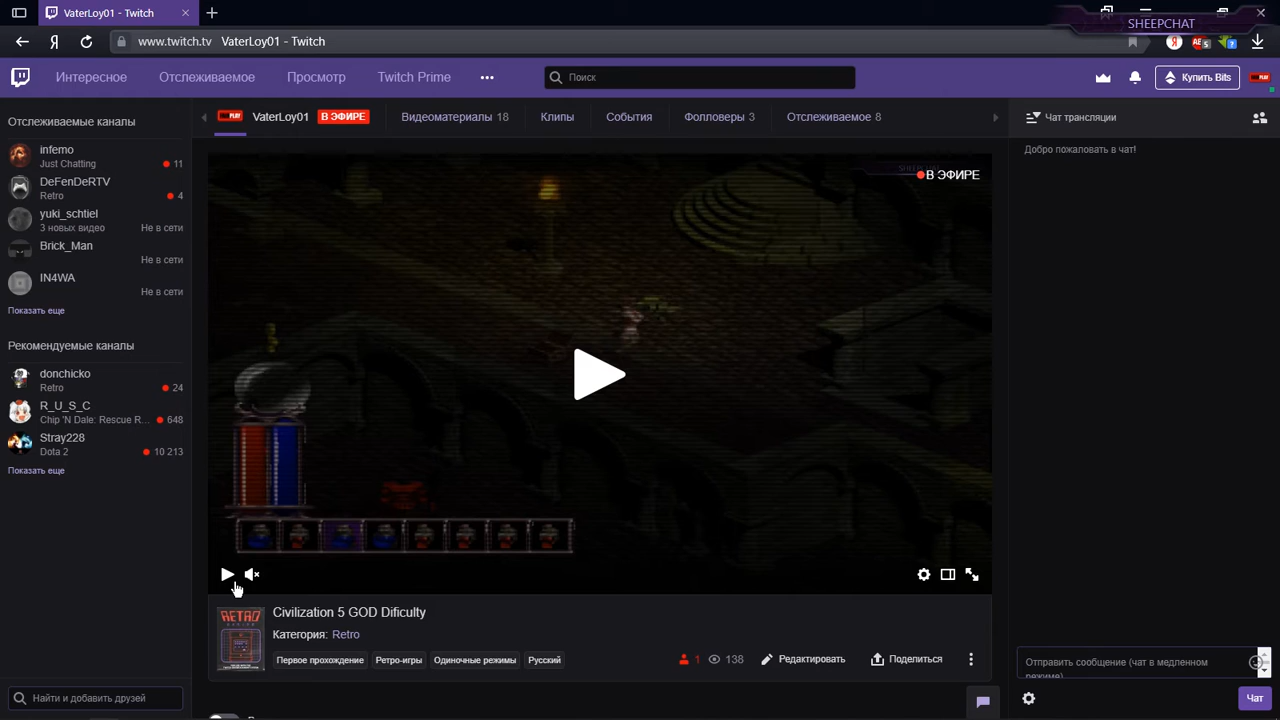 VaterLoy01 - Twitch
SHEEPCHAT
Я
www.twitch.tv VaterLoy01 - Twitch
Интересное
Отслеживаемое
Просмотр
Twitch Prime
Поиск
Купить Bits
Отслеживаемые каналы
infemo
Just Chatting 11
DeFenDeRTV
Retro 4
yuki_schtiel
3 новых видео Не в сети
Brick_Man
Не в сети
IN4WA
Не в сети
Показать еще
Рекомендуемые каналы
donchicko
Retro 24
R_U_S_C
Chip 'N Dale: Rescue R... 648
Stray228
Dota 2 10 213
Показать еще
Найти и добавить друзей
VaterLoy01 В ЭФИРЕ
Видеоматериалы 18
Клипы
События
Фолловеры 3
Отслеживаемое 8
В ЭФИРЕ
Civilization 5 GOD Dificulty
Категория: Retro
Первое прохождение
Ретро-игры
Одиночные режимы
Русский
1 138
Редактировать
Поделиться
Чат трансляции
Добро пожаловать в чат!
Отправить сообщение (чат в медленном
режиме)
Чат